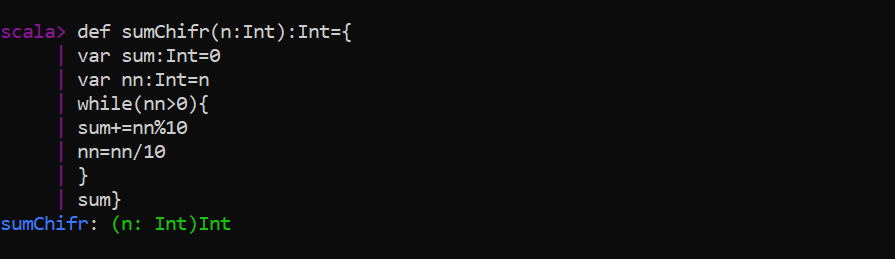 scala> def sumChifr(n:Int):Int={
     | var sum:Int=0
     | var nn:Int=n
     | while(nn>0){
     | sum+=nn%10
     | nn=nn/10
     | }
     | sum}
sumChifr: (n: Int)Int